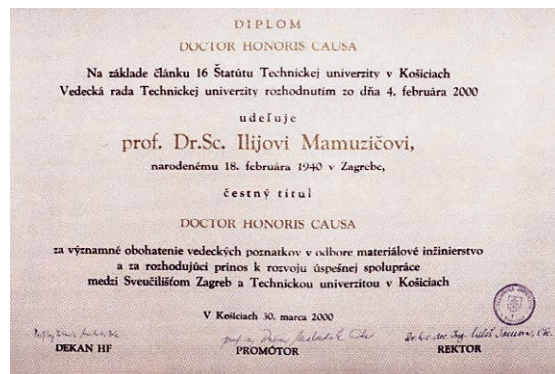 DIPLOM
DOCTOR HONORIS CAUSA
Na základe článku 16 Štatútu Technickej univerzity v Košiciach
Vedecká rada Technickej univerzity rozhodnutím zo dňa 4. februára 2000
udeľuje
prof. Dr.Sc. Ilijovi Mamuzičovi,
narodenému 18. februára 1940 v Zagrebe,
čestný titul
DOCTOR HONORIS CAUSA
za významné obohatenie vedeckých poznatkov v odbore materiálové inžinierstvo
a za rozhodujúci prínos k rozvoju úspešnej spolupráce
medzi Sveučilišťom Zagreb a Technickou univerzitou v Košiciach
V Košiciach 30. marca 2000
DEKAN HF PROMÓTOR REKTOR